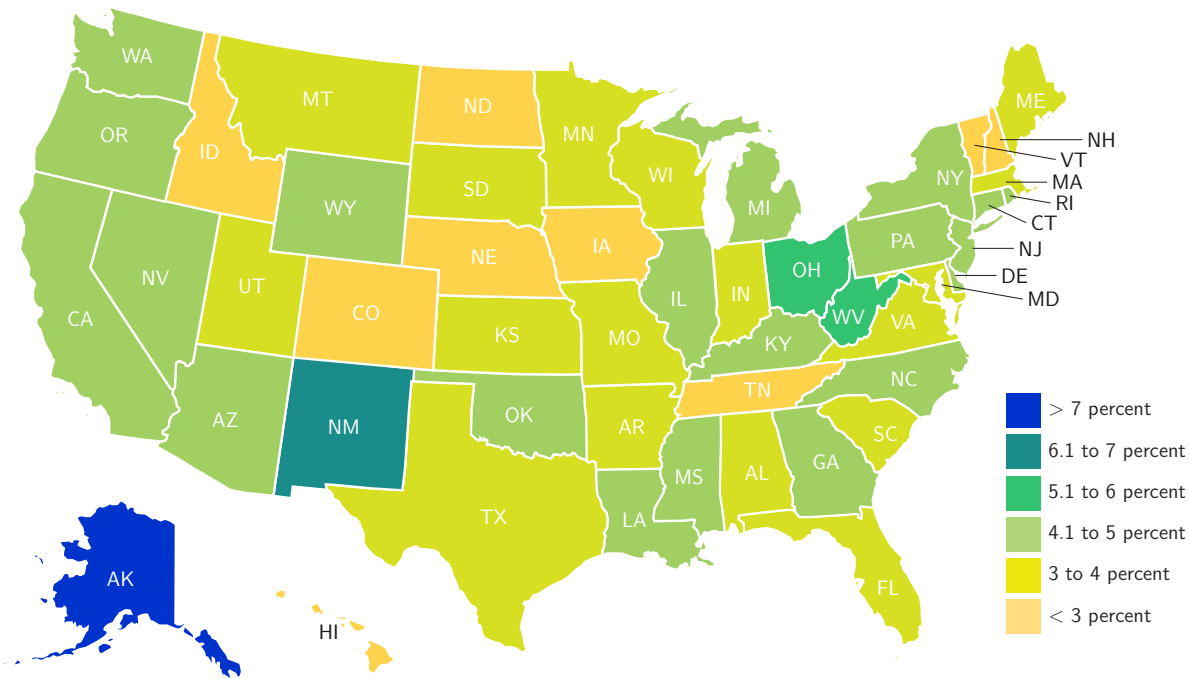 WA
OR
CA
NV
ID
MT
WY
UT
AZ
NM
CO
ND
SD
NE
KS
OK
TX
MN
IA
MO
AR
LA
WI
IL
MS
MI
IN
KY
TN
AL
OH
WV
GA
FL
SC
NC
VA
PA
NY
ME
NH
VT
MA
RI
CT
NJ
DE
MD
AK
HI
> 7 percent
6.1 to 7 percent
5.1 to 6 percent
4.1 to 5 percent
3 to 4 percent
< 3 percent